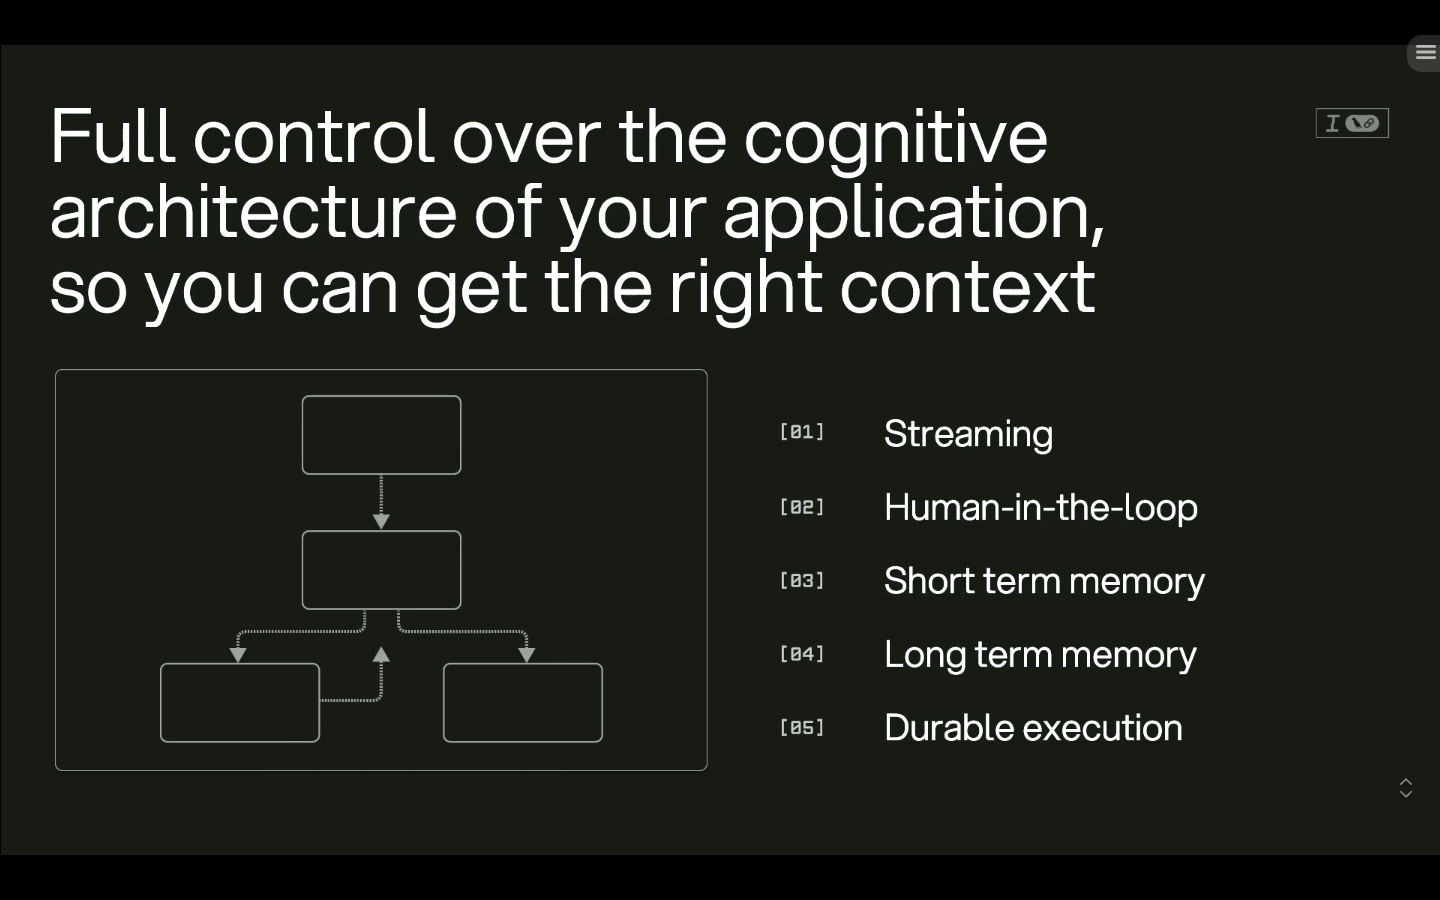 Full control over the cognitive
architecture of your application,
so you can get the right context
[01] Streaming
[02] Human-in-the-loop
[03] Short term memory
[04] Long term memory
[05] Durable execution